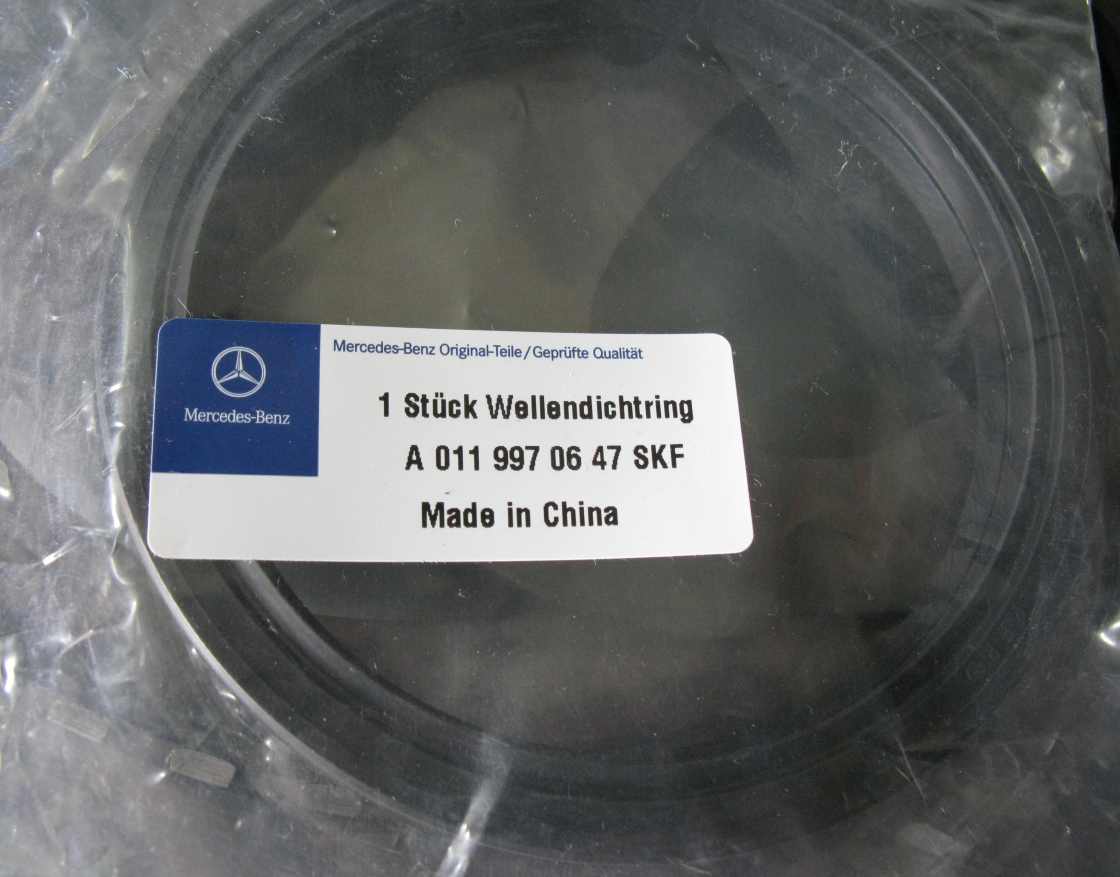 Mercedes-Benz
Mercedes-Benz Original-Teile/Geprüfte Qualität
1 Stück Wellendichtring
A 011 997 06 47 SKF
Made in China